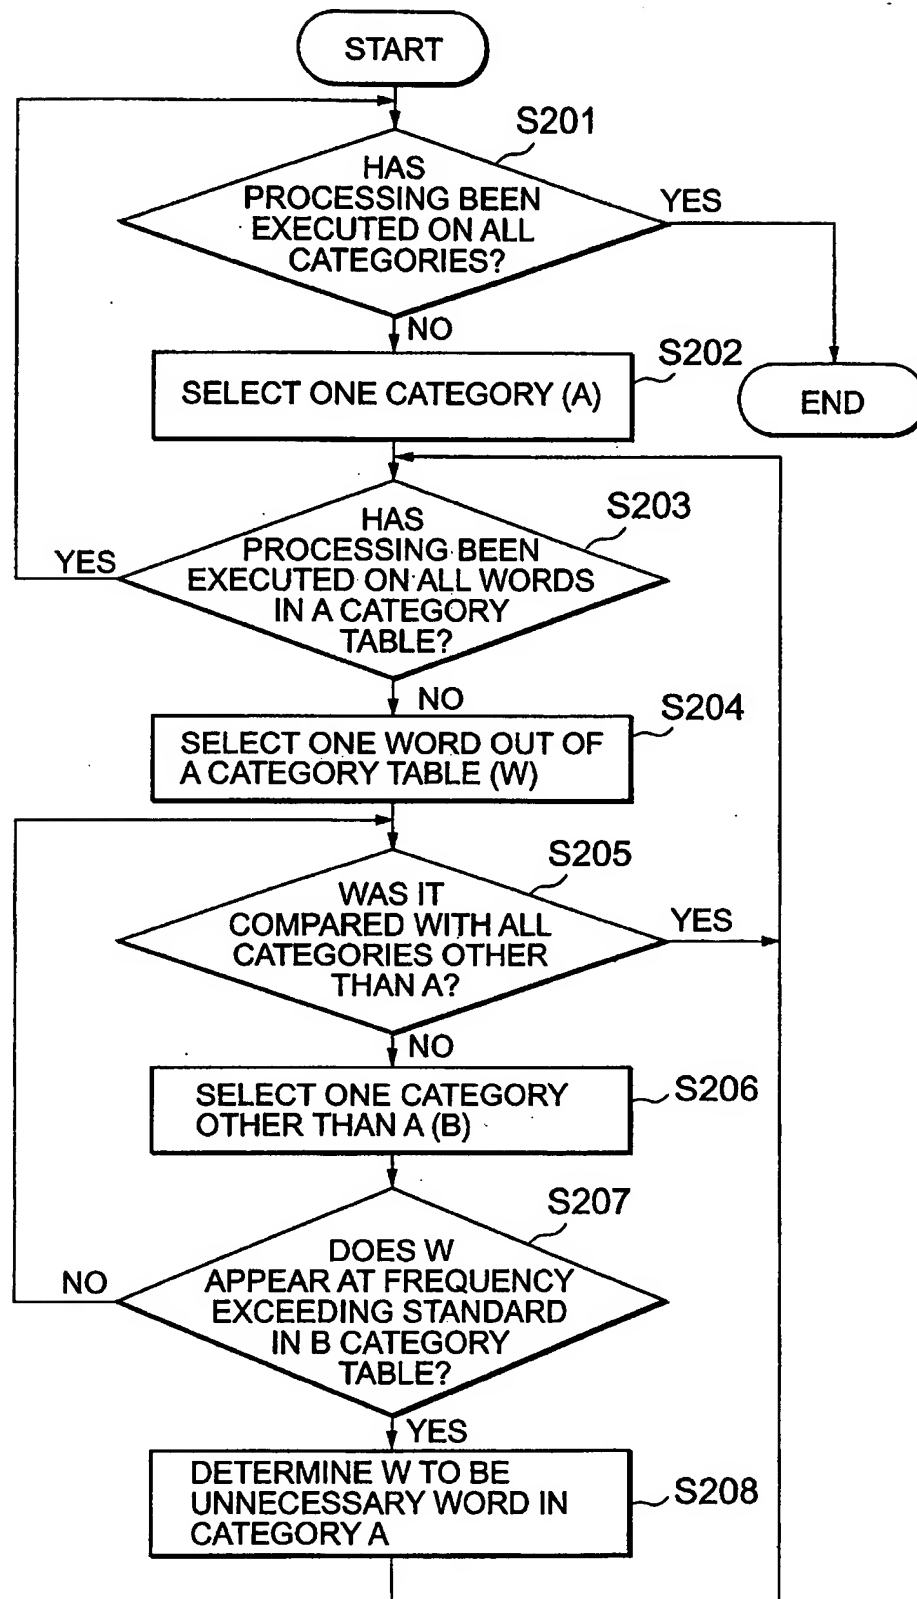 START
S201
HAS
PROCESSING BEEN
EXECUTED ON ALL
CATEGORIES?
YES
NO
S202
SELECT ONE CATEGORY (A)
END
S203
HAS
PROCESSING BEEN
EXECUTED ON ALL WORDS
IN A CATEGORY
TABLE?
YES
NO
S204
SELECT ONE WORD OUT OF
A CATEGORY TABLE (W)
S205
WAS IT
COMPARED WITH ALL
CATEGORIES OTHER
THAN A?
YES
NO
S206
SELECT ONE CATEGORY
OTHER THAN A (B)
S207
DOES W
APPEAR AT FREQUENCY
EXCEEDING STANDARD
IN B CATEGORY
TABLE?
NO
YES
S208
DETERMINE W TO BE
UNNECESSARY WORD IN
CATEGORY A